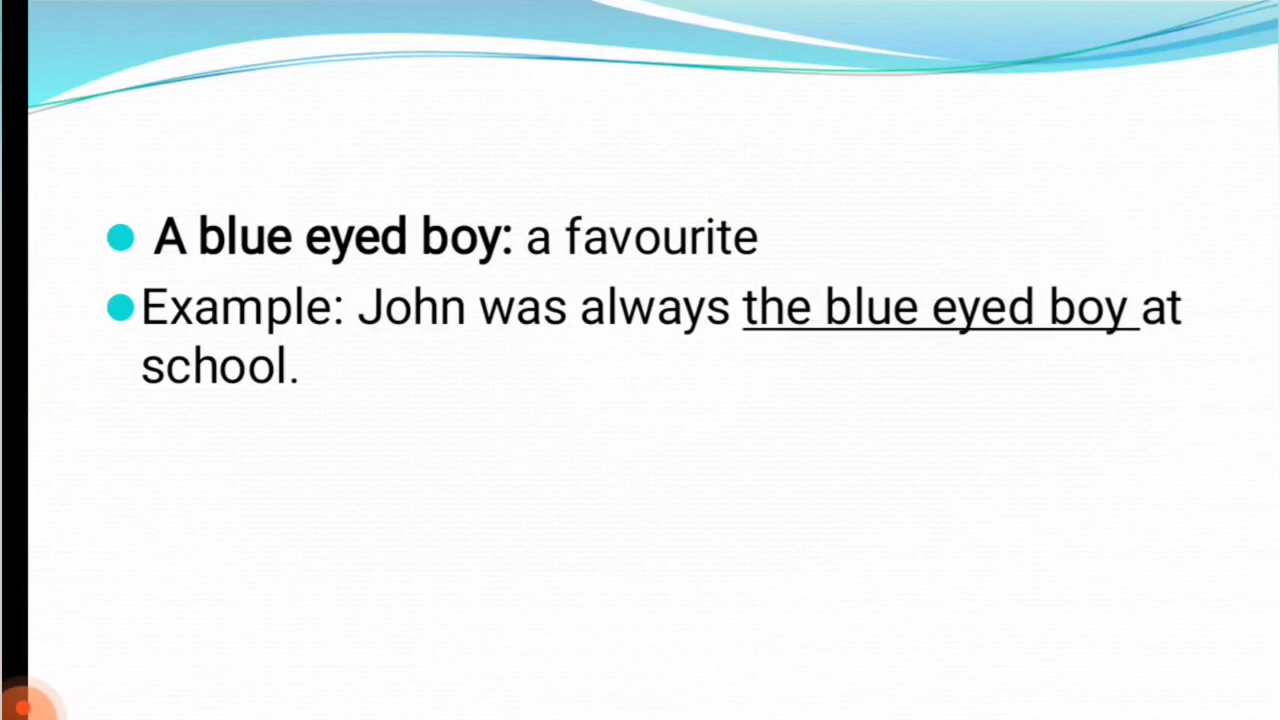 A blue eyed boy: a favourite
Example: John was always the blue eyed boy at
school.